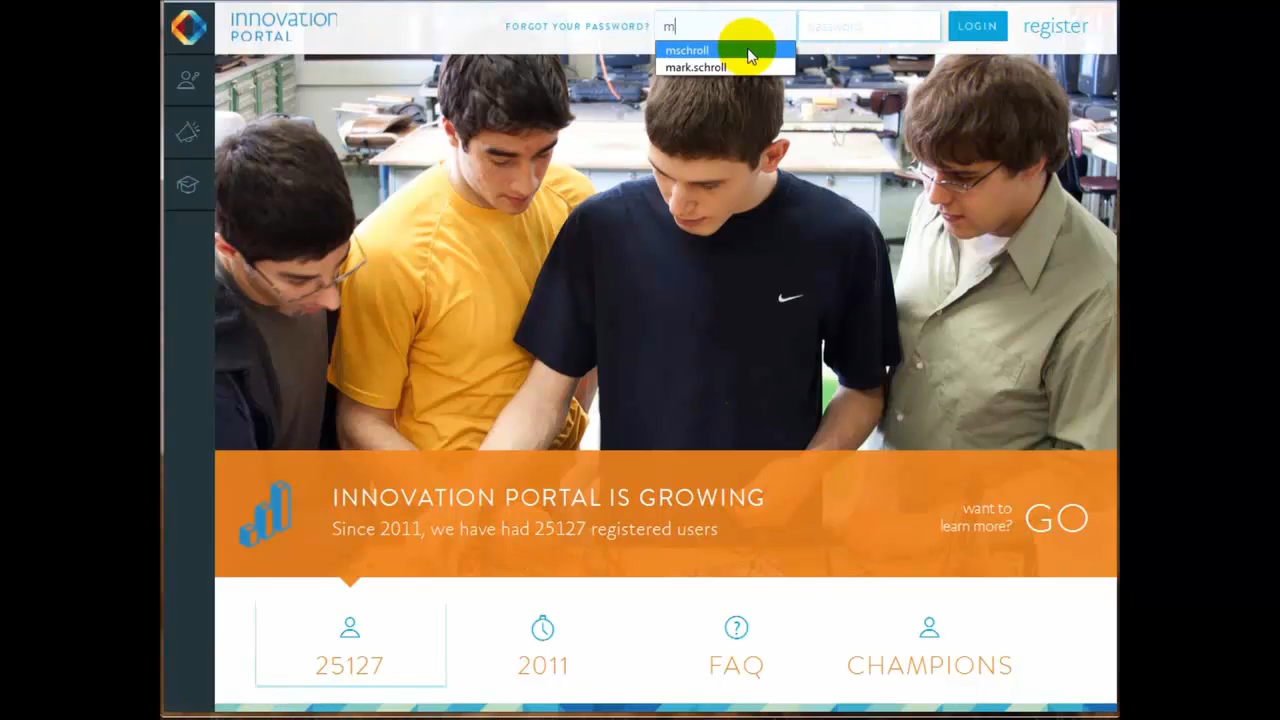 innovation
PORTAL
FORGOT YOUR PASSWORD?
m
password
LOGIN
register
mschroll
mark.schroll
INNOVATION PORTAL IS GROWING
Since 2011, we have had 25127 registered users
want to
learn more?
GO
25127
2011
FAQ
CHAMPIONS